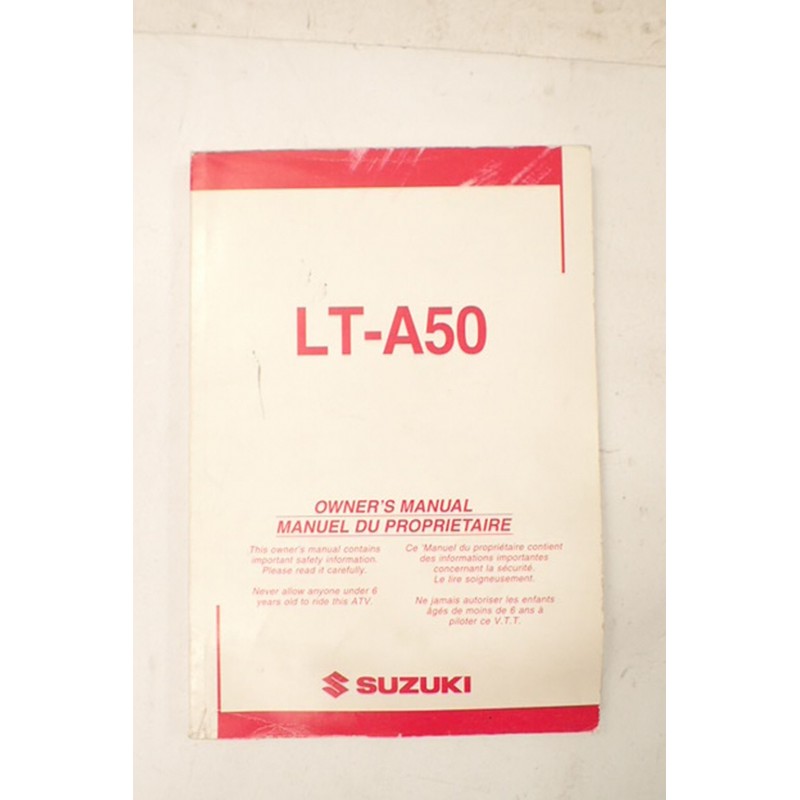 LT-A50
OWNER'S MANUAL
MANUEL DU PROPRIETAIRE
This owner's manual contains
important safety information.
Please read it carefully.
Never allow anyone under 6
years old to ride this ATV.
Ce 'Manuel du propriétaire contient
des informations importantes
concernant la sécurité.
Le lire soigneusement.
Ne jamais autoriser les enfants
âgés de moins de 6 ans à
piloter ce V.T.T.
SUZUKI